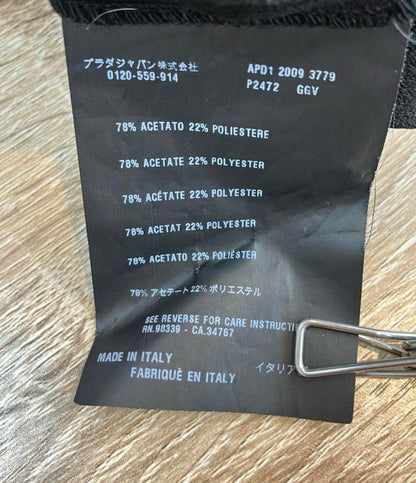 プラダジャパン株式会社
0120-559-914
APD1 2009 3779
P2472 GGV
78% ACETATO 22% POLIESTERE
78% ACETATO 22% POLYESTER
78% ACÉTATE 22% POLYESTER
78% ACETAT 22% POLYESTER
78% ACETATO 22% POLIÉSTER
78% アセテート22% ポリエステル
SEE REVERSE FOR CARE INSTRUCTI
RN.98339 - CA.34767
MADE IN ITALY
FABRIQUÈ EN ITALY
イタリア